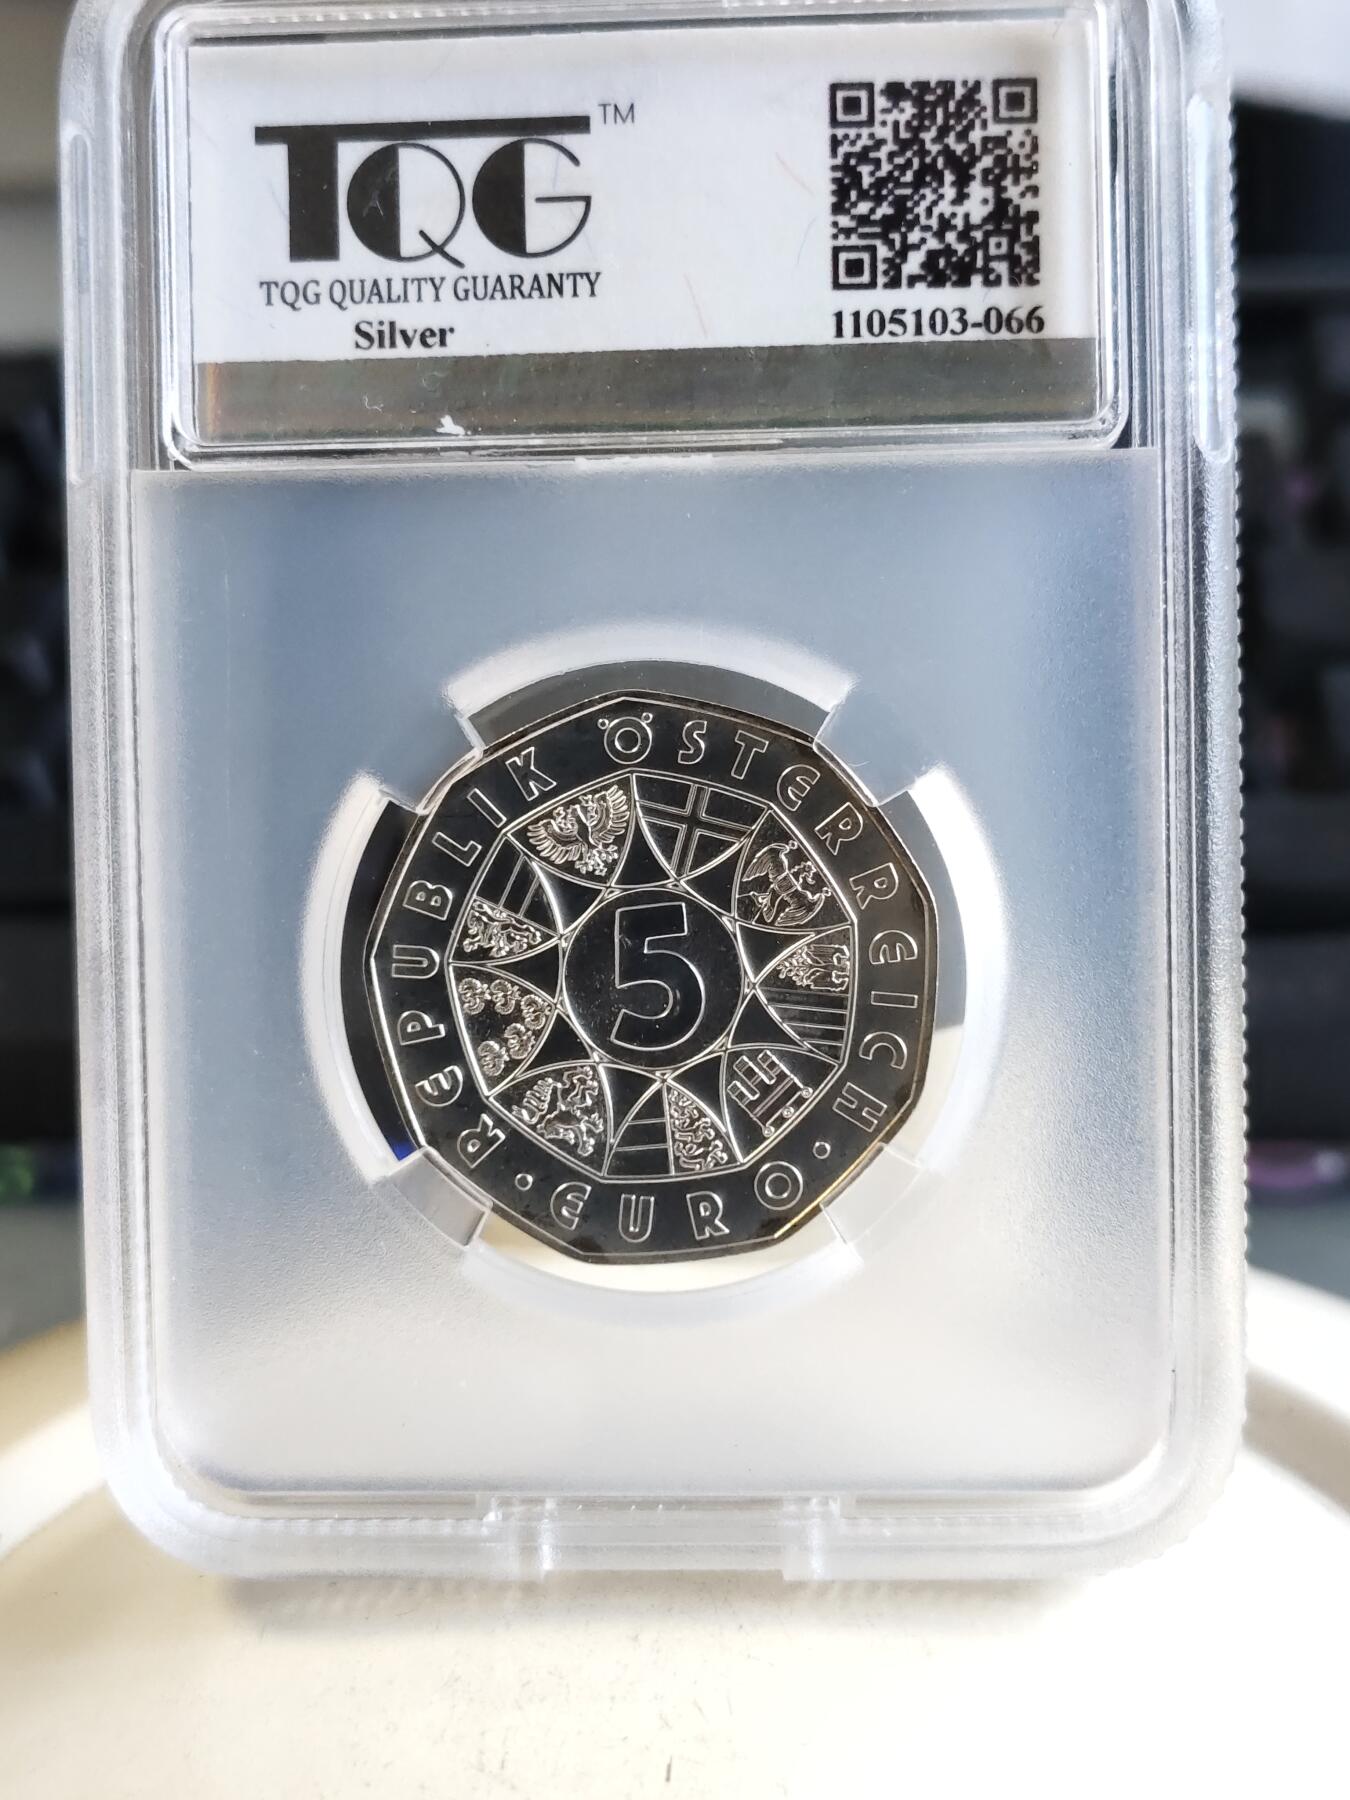 TQG™
TQG QUALITY GUARANTY
Silver
1105103-066
REPUBLIK ÖSTERREICH
5
· EURO ·